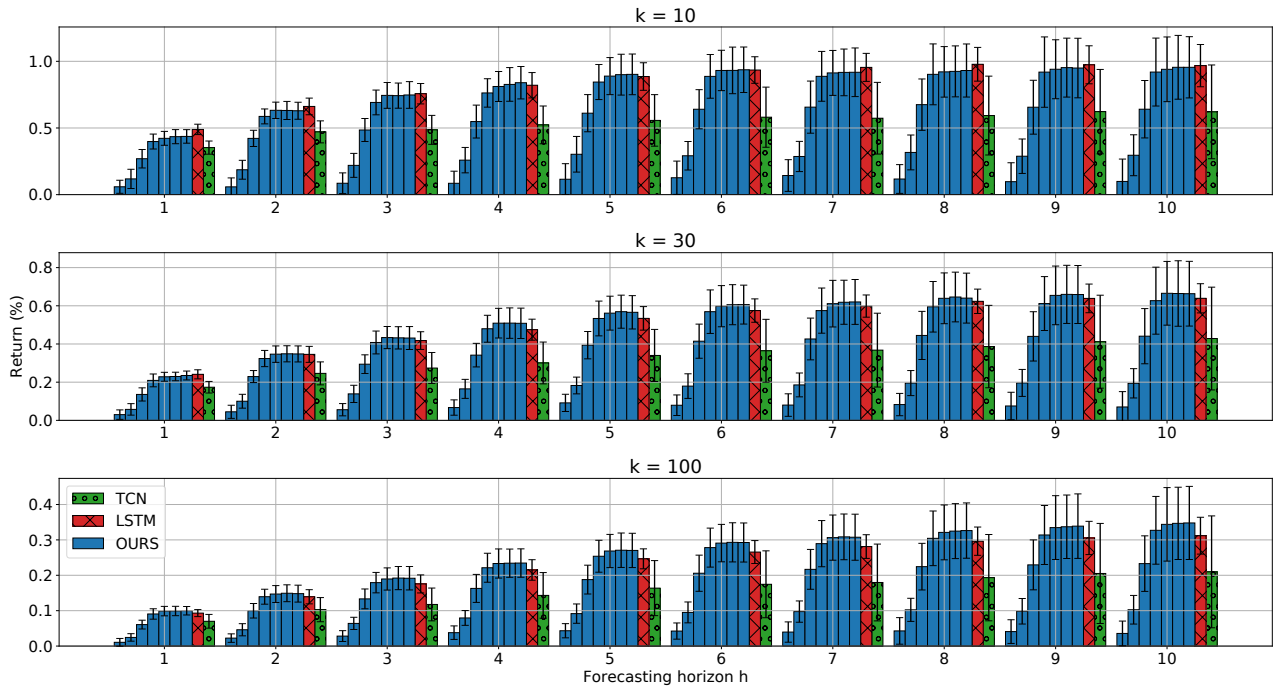 k = 10
1.0
0.5
0.0
1 2 3 4 5 6 7 8 9 10
k = 30
Return (%)
0.8
0.6
0.4
0.2
0.0
1 2 3 4 5 6 7 8 9 10
k = 100
0.4
0.3
0.2
0.1
0.0
TCN
LSTM
OURS
1 2 3 4 5 6 7 8 9 10
Forecasting horizon h